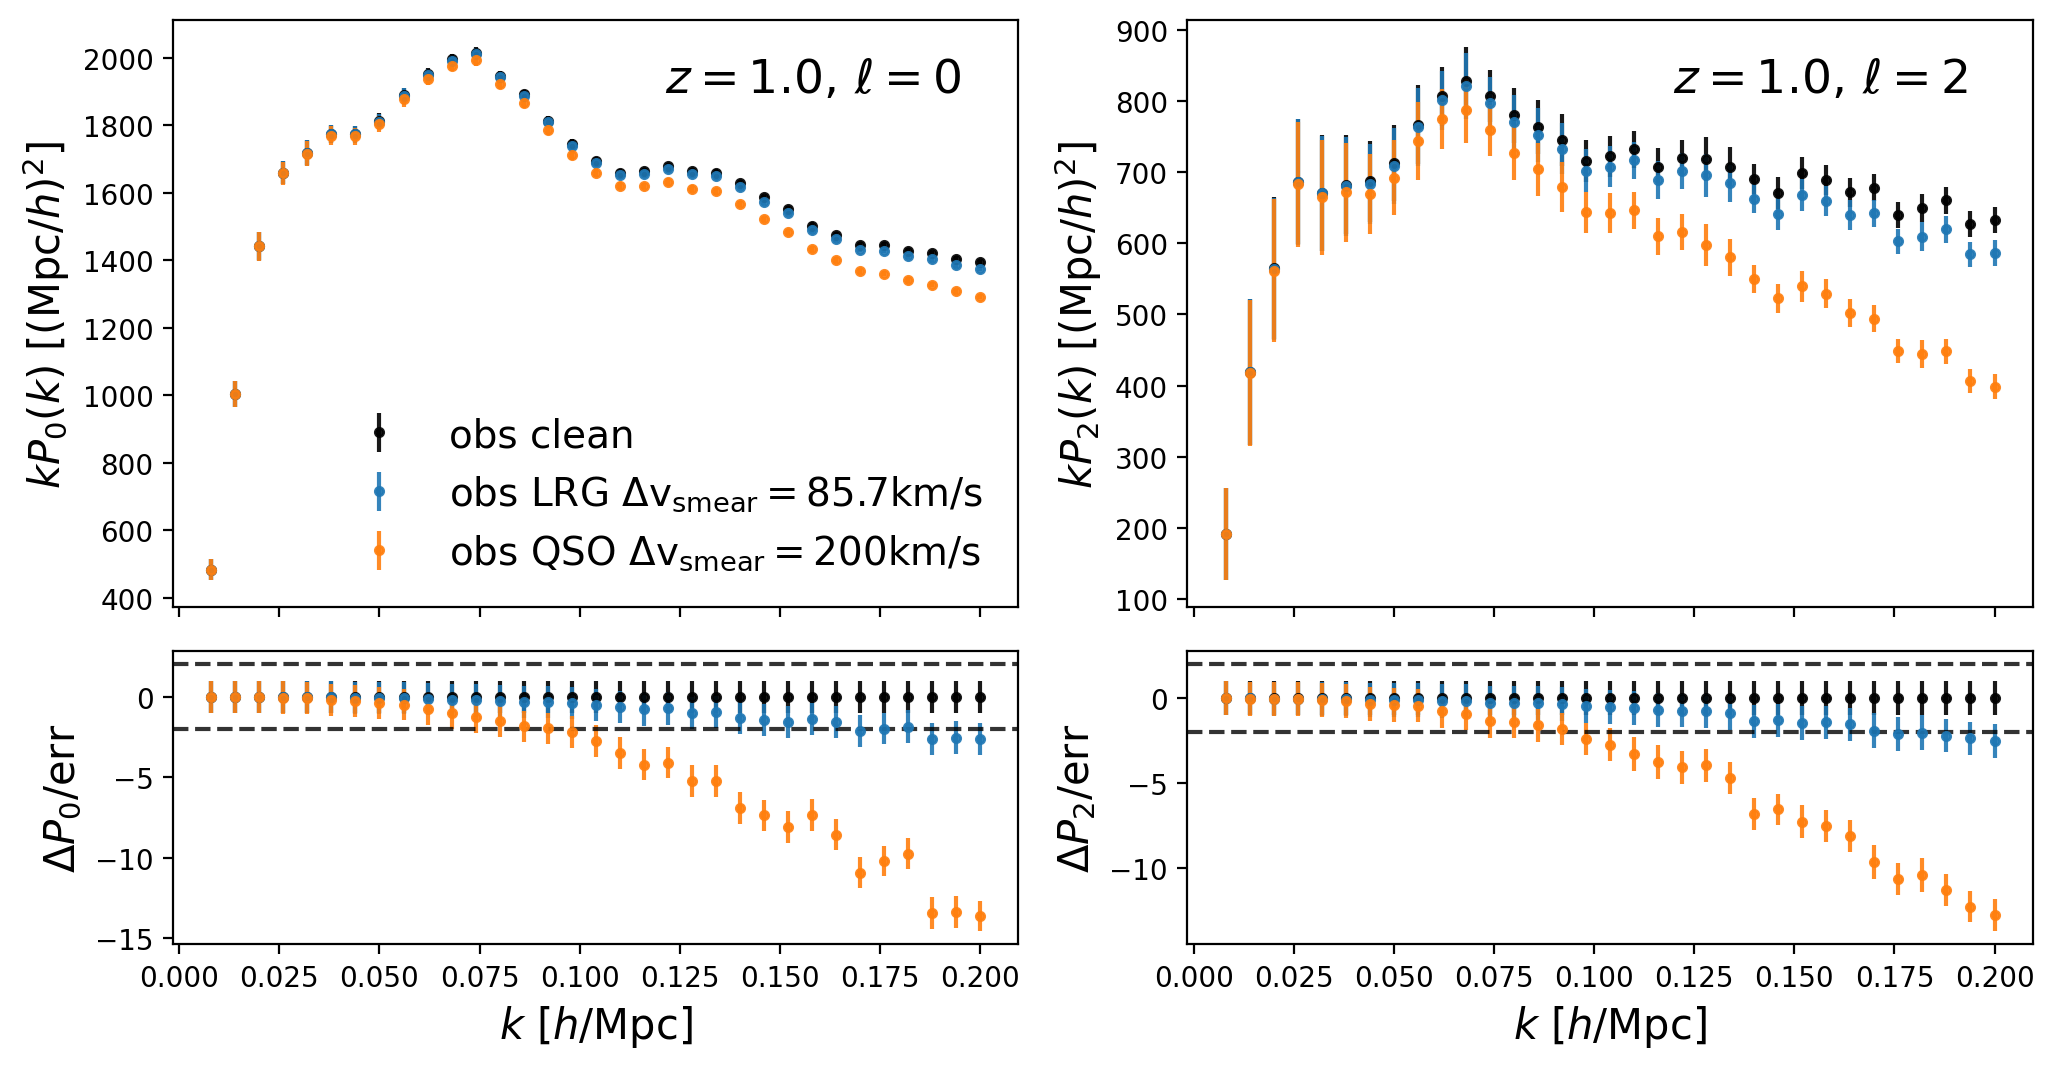 z = 1.0, ℓ = 0
kP₀(k) [(Mpc/h)²]
2000
1800
1600
1400
1200
1000
800
600
400
obs clean
obs LRG Δv_smear = 85.7km/s
obs QSO Δv_smear = 200km/s
z = 1.0, ℓ = 2
kP₂(k) [(Mpc/h)²]
900
800
700
600
500
400
300
200
100
ΔP₀/err
0
−5
−10
−15
0.000 0.025 0.050 0.075 0.100 0.125 0.150 0.175 0.200
k [h/Mpc]
ΔP₂/err
0
−5
−10
0.000 0.025 0.050 0.075 0.100 0.125 0.150 0.175 0.200
k [h/Mpc]